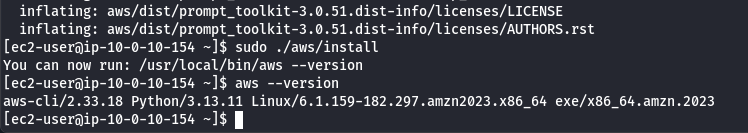 inflating: aws/dist/prompt_toolkit-3.0.51.dist-info/licenses/LICENSE
inflating: aws/dist/prompt_toolkit-3.0.51.dist-info/licenses/AUTHORS.rst
[ec2-user@ip-10-0-10-154 ~]$ sudo ./aws/install
You can now run: /usr/local/bin/aws --version
[ec2-user@ip-10-0-10-154 ~]$ aws --version
aws-cli/2.33.18 Python/3.13.11 Linux/6.1.159-182.297.amzn2023.x86_64 exe/x86_64.amzn.2023
[ec2-user@ip-10-0-10-154 ~]$